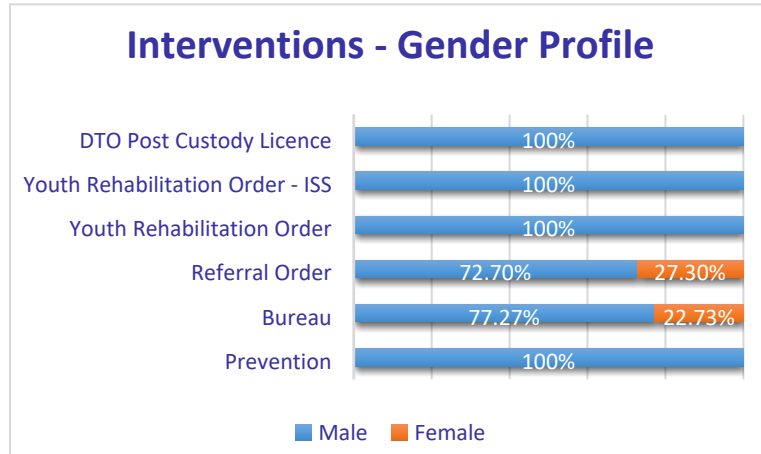 Interventions - Gender Profile
DTO Post Custody Licence 100%
Youth Rehabilitation Order - ISS 100%
Youth Rehabilitation Order 100%
Referral Order 72.70% 27.30%
Bureau 77.27% 22.73%
Prevention 100%
Male Female